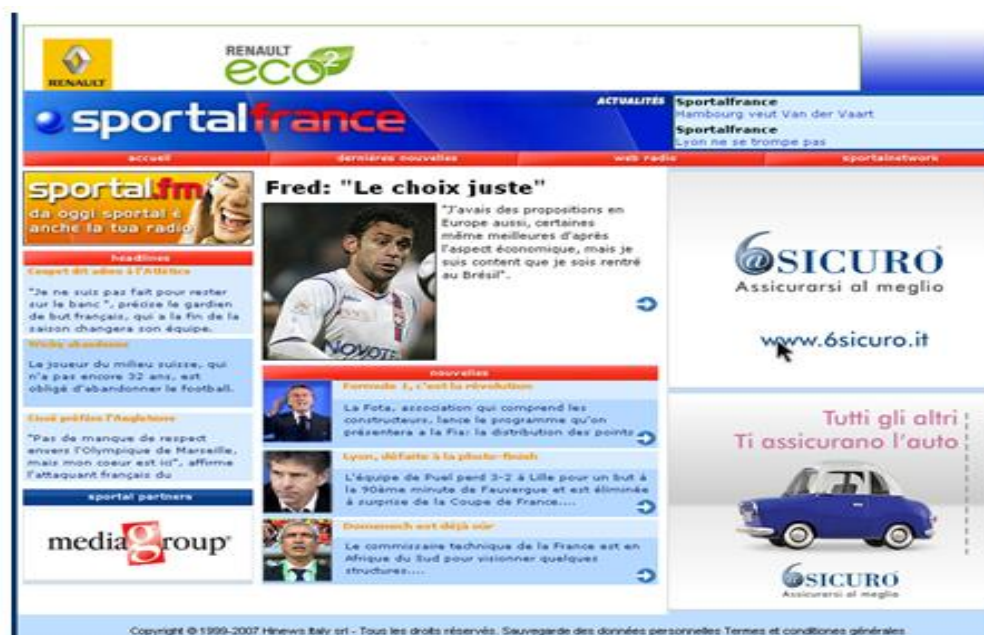 RENAULT
RENAULT
eco²
sportalfrance
ACTUALITÉS
Sportalfrance
Hambourg veut Van der Vaart
Sportalfrance
Lyon ne se trompe pas
accueil
dernières nouvelles
web radio
sportalnetwork
sportal.fm
da oggi sportal è
anche la tua radio
headlines
Coupet dit adieu à l'Atlético
"Je ne suis pas fait pour rester
sur le banc ", précise le gardien
de but français, qui a la fin de la
saison changera son équipe.
Wicky abandonne
Le joueur du milieu suisse, qui
n'a pas encore 32 ans, est
obligé d'abandonner le football.
Cissé préfère l'Angleterre
"Pas de manque de respect
envers l'Olympique de Marseille,
mais mon coeur est ici", affirme
l'attaquant français du
sportal partners
mediagroup
Fred: "Le choix juste"
"J'avais des propositions en
Europe aussi, certaines
même meilleures d'après
l'aspect économique, mais je
suis content que je sois rentré
au Brésil".
NOVOTE
nouvelles
Formule 1, c'est la révolution
La Fota, association qui comprend les
constructeurs, lance le programme qu'on
présentera a la Fia: la distribution des points
Lyon, défaite à la photo-finish
L'équipe de Puel perd 3-2 à Lille pour un but à
la 90ème minute de Fauvergue et est éliminée
à surprise de la Coupe de France....
Domenech est déjà sûr
Le commissaire technique de la France est en
Afrique du Sud pour visionner quelques
structures....
6SICURO
Assicurarsi al meglio
www.6sicuro.it
Tutti gli altri
Ti assicurano l'auto
6SICURO
Assicurarsi al meglio
Copyright © 1999-2007 Hinews Italy srl - Tous les droits réservés. Sauvegarde des données personnelles Termes et conditions générales